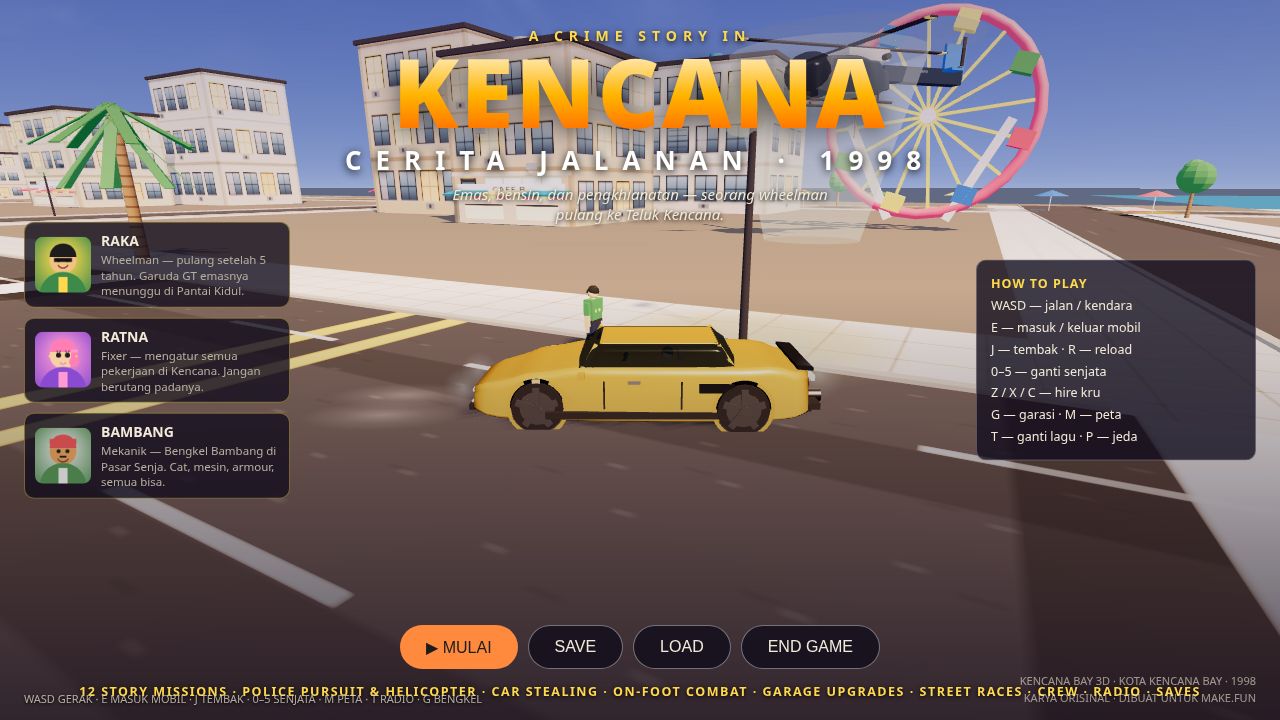 A CRIME STORY IN
KENCANA
CERITA JALANAN · 1998
Emas, bensin, dan pengkhianatan — seorang wheelman
pulang ke Teluk Kencana.
RAKA
Wheelman — pulang setelah 5
tahun. Garuda GT emasnya
menunggu di Pantai Kidul.
RATNA
Fixer — mengatur semua
pekerjaan di Kencana. Jangan
berutang padanya.
BAMBANG
Mekanik — Bengkel Bambang di
Pasar Senja. Cat, mesin, armour,
semua bisa.
HOW TO PLAY
WASD — jalan / kendara
E — masuk / keluar mobil
J — tembak · R — reload
0–5 — ganti senjata
Z / X / C — hire kru
G — garasi · M — peta
T — ganti lagu · P — jeda
▶ MULAI
SAVE
LOAD
END GAME
12 STORY MISSIONS · POLICE PURSUIT & HELICOPTER · CAR STEALING · ON-FOOT COMBAT · GARAGE UPGRADES · STREET RACES · CREW · RADIO · SAVES
WASD GERAK · E MASUK MOBIL · J TEMBAK · 0–5 SENJATA · M PETA · T RADIO · G BENGKEL
KENCANA BAY 3D · KOTA KENCANA BAY · 1998
KARYA ORISINAL · DIBUAT UNTUK MAKE.FUN